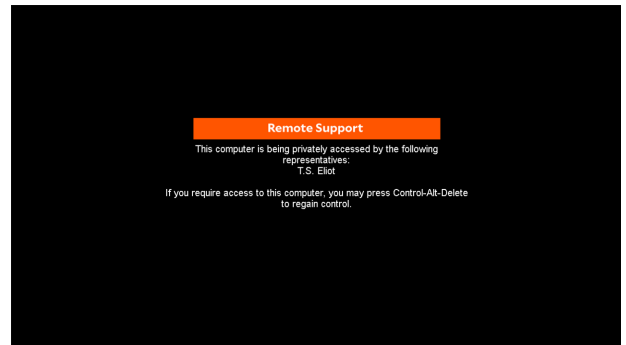 Remote Support
This computer is being privately accessed by the following
representatives:
T.S. Eliot
If you require access to this computer, you may press Control-Alt-Delete
to regain control.